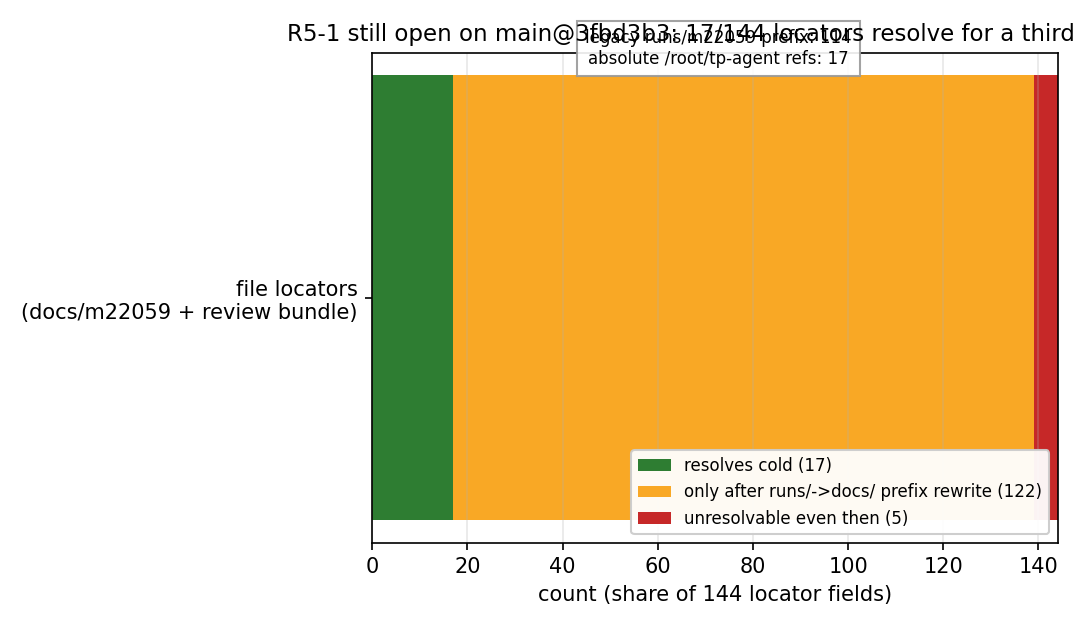 R5-1 still open on main@3fbd3b3: 17/144 locators resolve for a third
legacy runs/m22059 prefix: 114
absolute /root/tp-agent refs: 17
file locators
(docs/m22059 + review bundle)
resolves cold (17)
only after runs/->docs/ prefix rewrite (122)
unresolvable even then (5)
0 20 40 60 80 100 120 140
count (share of 144 locator fields)